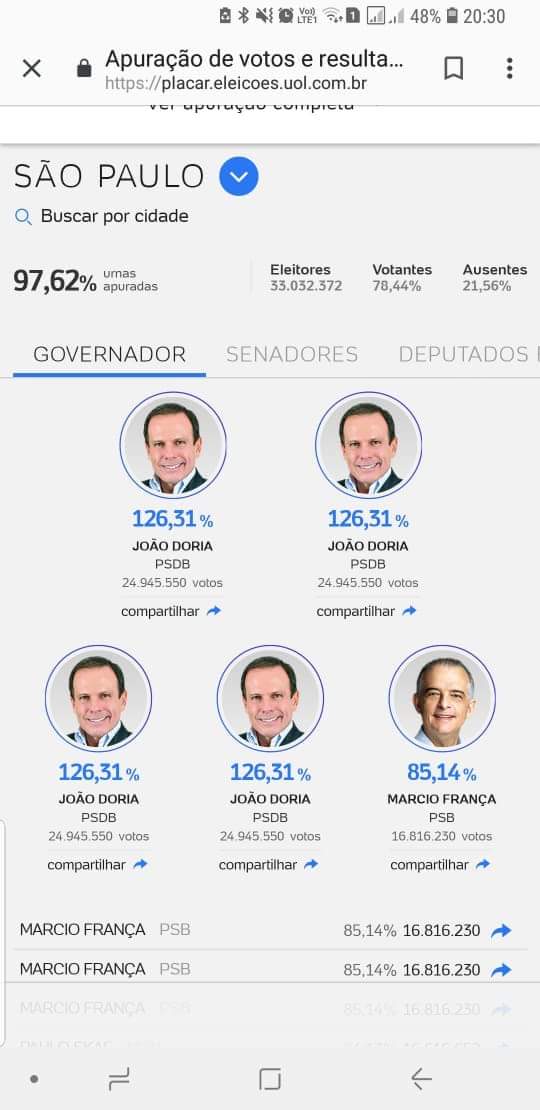 Vo)) LTE1 1 48% 20:30
Apuração de votos e resulta...
https://placar.eleicoes.uol.com.br
Ver apuração completa
SÃO PAULO
Buscar por cidade
97,62% urnas apuradas
Eleitores Votantes Ausentes
33.032.372 78,44% 21,56%
GOVERNADOR SENADORES DEPUTADOS
126,31% 126,31%
JOÃO DORIA JOÃO DORIA
PSDB PSDB
24.945.550 votos 24.945.550 votos
compartilhar compartilhar
126,31% 126,31% 85,14%
JOÃO DORIA JOÃO DORIA MARCIO FRANÇA
PSDB PSDB PSB
24.945.550 votos 24.945.550 votos 16.816.230 votos
compartilhar compartilhar compartilhar
MARCIO FRANÇA PSB 85,14% 16.816.230
MARCIO FRANÇA PSB 85,14% 16.816.230
MARCIO FRANÇA PSB 85,14% 16.816.230